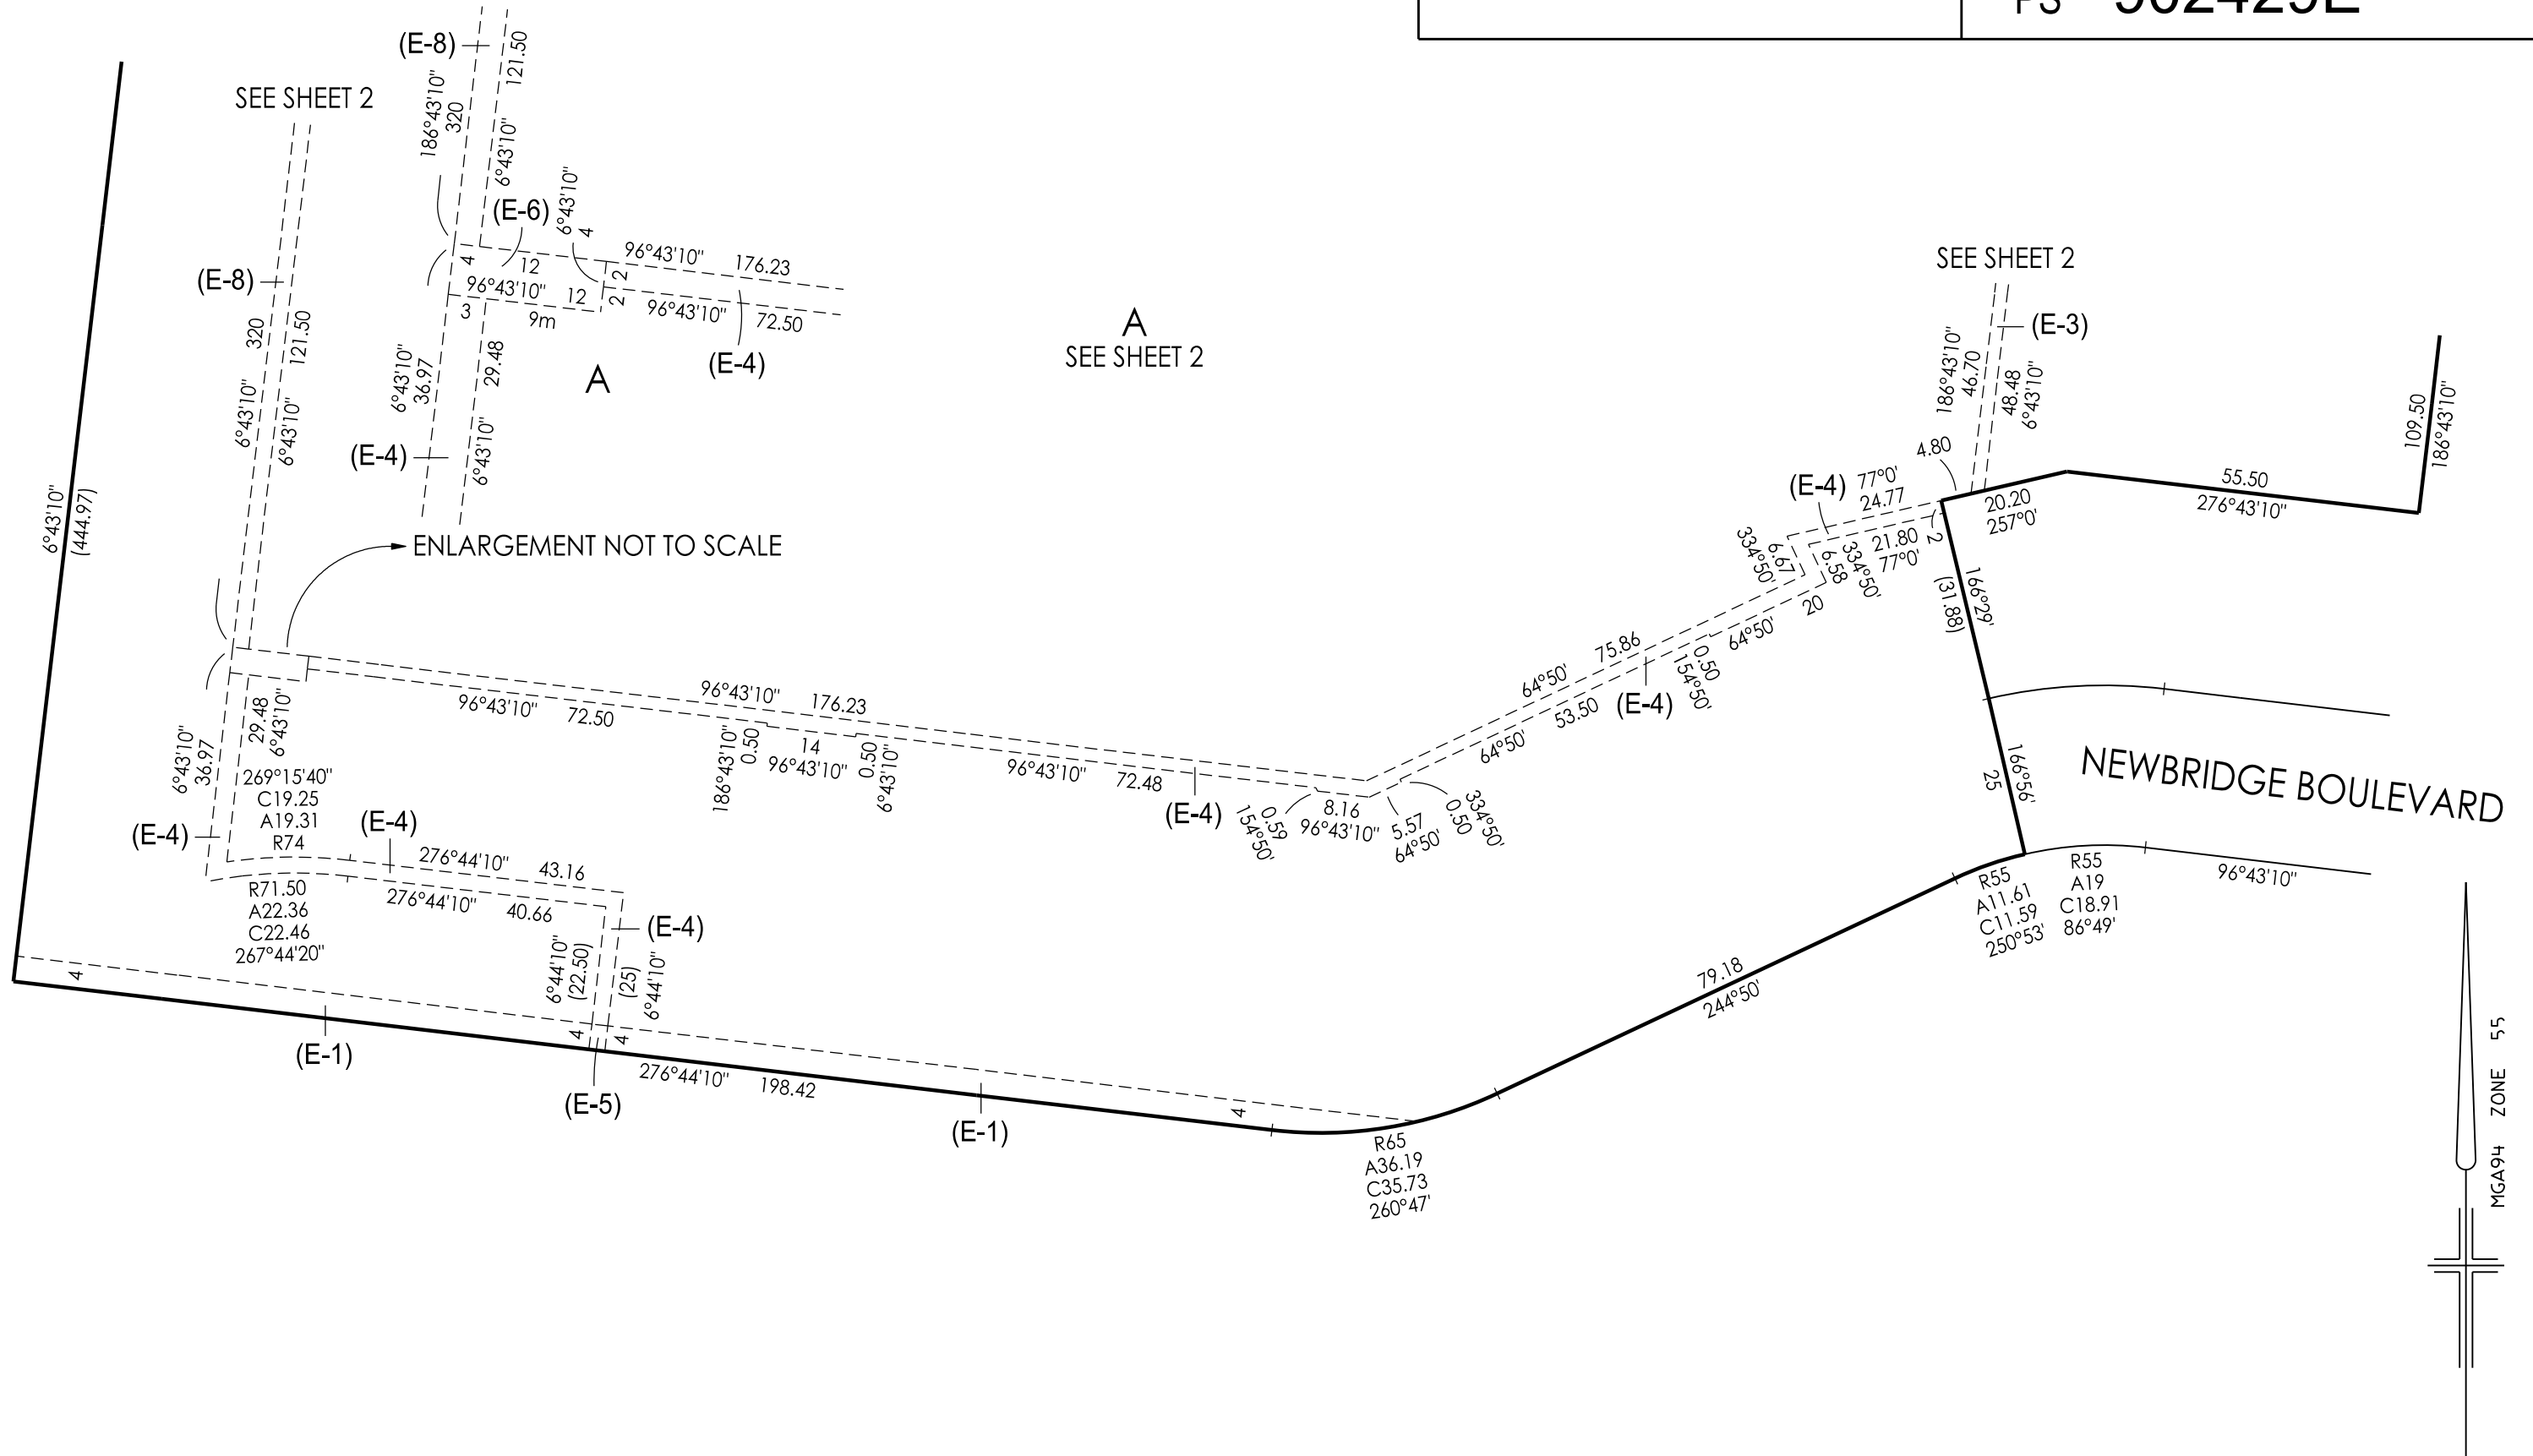 (E-8)
121.50
186°43'10"
320
6°43'10"
SEE SHEET 2
(E-6)
6°43'10"
4
96°43'10" 176.23
4
12
2
96°43'10" 12
2
96°43'10" 72.50
3
9m
(E-4)
(E-8)
320
121.50
6°43'10"
6°43'10"
6°43'10"
36.97
29.48
6°43'10"
(E-4)
A
A
SEE SHEET 2
SEE SHEET 2
(E-3)
186°43'10"
46.70
48.48
6°43'10"
109.50
186°43'10"
4.80
55.50
276°43'10"
20.20
257°0'
(E-4)
77°0'
24.77
21.80
77°0'
2
334°50'
6.67
6.58
334°50'
20
64°50'
166°29'
(31.88)
6°43'10"
(444.97)
ENLARGEMENT NOT TO SCALE
64°50' 75.86
0.50
154°50'
(E-4)
64°50' 53.50
96°43'10" 176.23
96°43'10" 72.50
186°43'10"
0.50
14
96°43'10"
0.50
6°43'10"
96°43'10" 72.48
(E-4)
0.59
154°50'
8.16
96°43'10"
5.57
64°50'
334°50'
0.50
29.48
6°43'10"
6°43'10"
36.97
269°15'40"
C19.25
A19.31
R74
(E-4)
(E-4)
276°44'10" 43.16
276°44'10" 40.66
R71.50
A22.36
C22.46
267°44'20"
(E-4)
6°44'10"
(22.50)
(25)
6°44'10"
166°56'
25
NEWBRIDGE BOULEVARD
R55
A11.61
C11.59
250°53'
R55
A19
C18.91
86°49'
96°43'10"
79.18
244°50'
4
(E-1)
4
4
(E-5)
276°44'10" 198.42
(E-1)
4
R65
A36.19
C35.73
260°47'
MGA94 ZONE 55